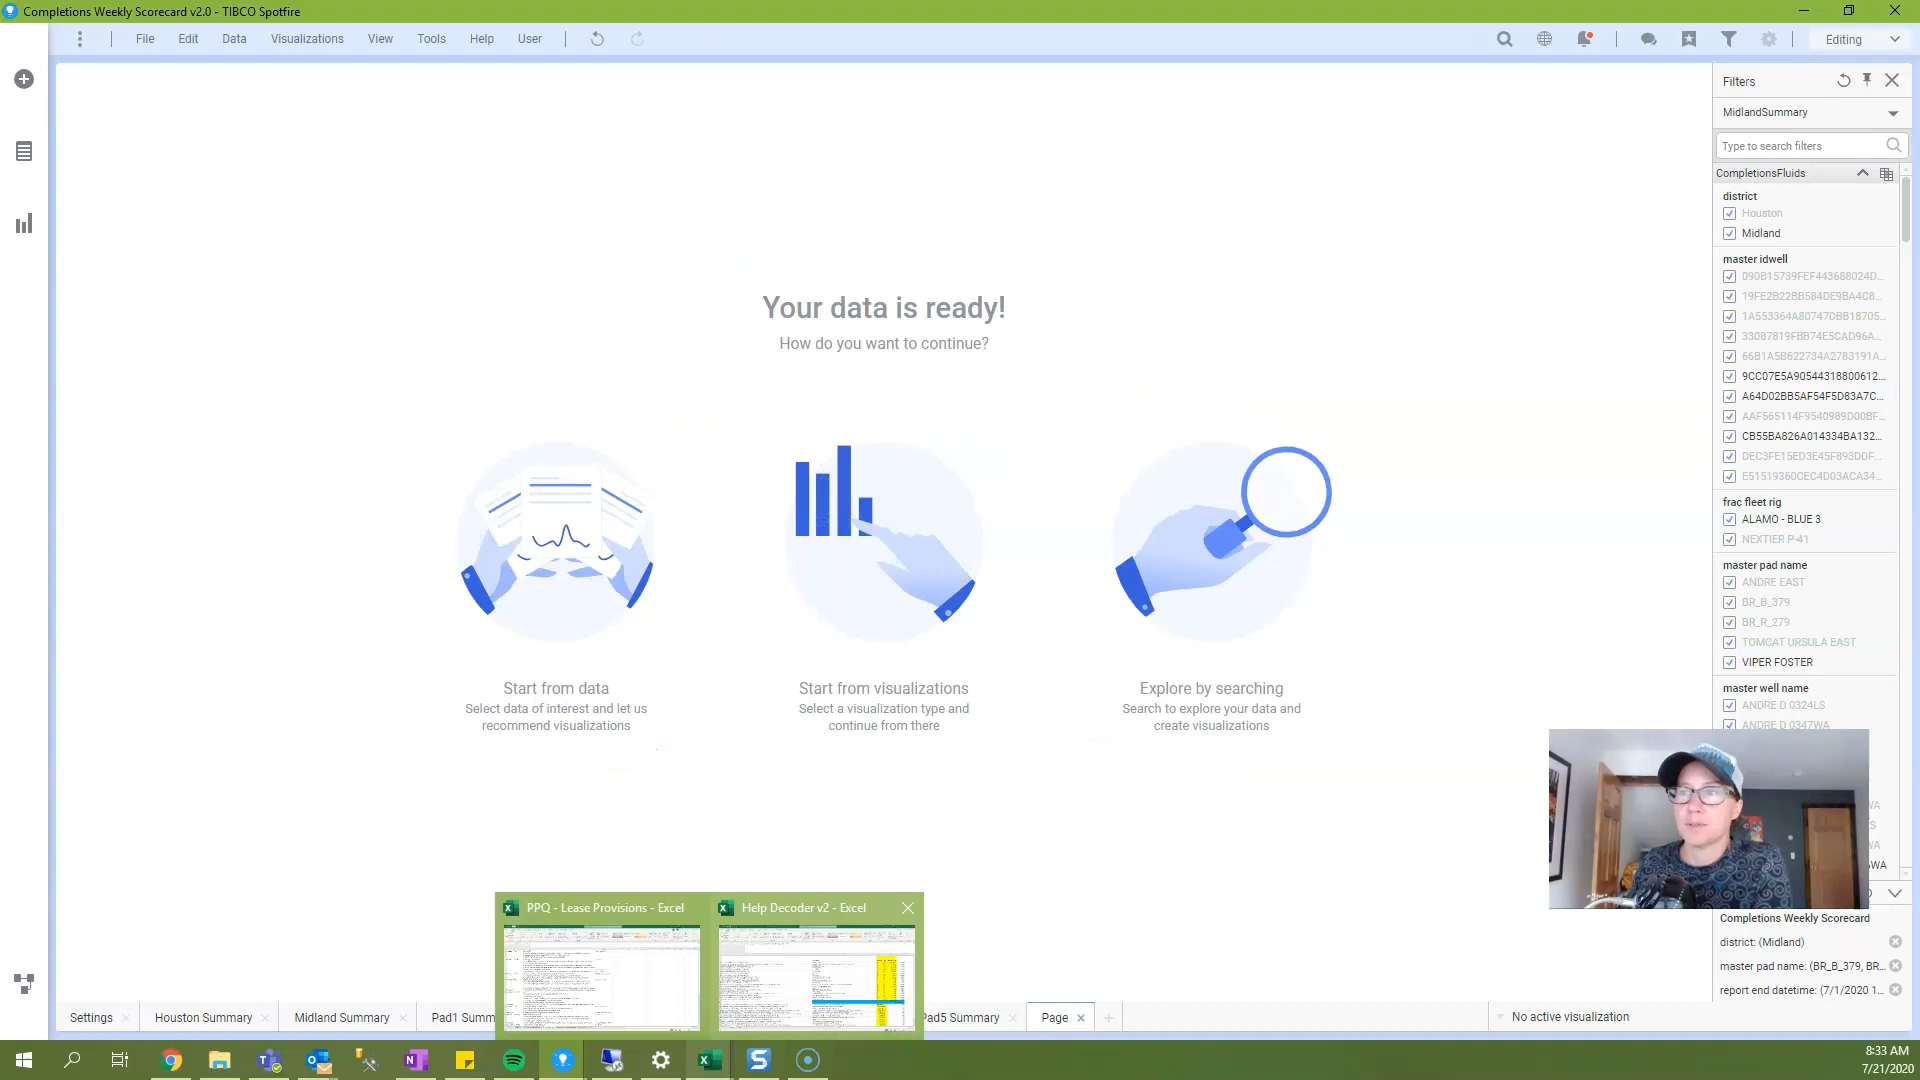 Completions Weekly Scorecard v2.0 - TIBCO Spotfire
File Edit Data Visualizations View Tools Help User
Editing
Filters
MidlandSummary
Type to search filters
CompletionsFluids
district
Houston
Midland
master idwell
090B15739FEF443688024D...
19FE2B22BB584DE9BA4C8...
1A553364A80747DBB18705...
33087819FBB74E5CAD96A...
66B1A5B622734A2783191A...
9CC07E5A90544318800612...
A64D02BB5AF54F5D83A7C...
AAF565114F9540989D00BF...
CB55BA826A014334BA132...
DEC3FE15ED3E45F893DDF...
E51519360CEC4D03ACA34...
frac fleet rig
ALAMO - BLUE 3
NEXTIER P-41
master pad name
ANDRE EAST
BR_B_379
BR_R_279
TOMCAT URSULA EAST
VIPER FOSTER
master well name
ANDRE D 0324LS
ANDRE D 0347WA
Your data is ready!
How do you want to continue?
Start from data
Select data of interest and let us
recommend visualizations
Start from visualizations
Select a visualization type and
continue from there
Explore by searching
Search to explore your data and
create visualizations
PPQ - Lease Provisions - Excel
Help Decoder v2 - Excel
Completions Weekly Scorecard
district: (Midland)
master pad name: (BR_B_379, BR...
report end datetime: (7/1/2020 1...
Settings
Houston Summary
Midland Summary
Pad1 Summ
Pad5 Summary
Page
No active visualization
8:33 AM
7/21/2020